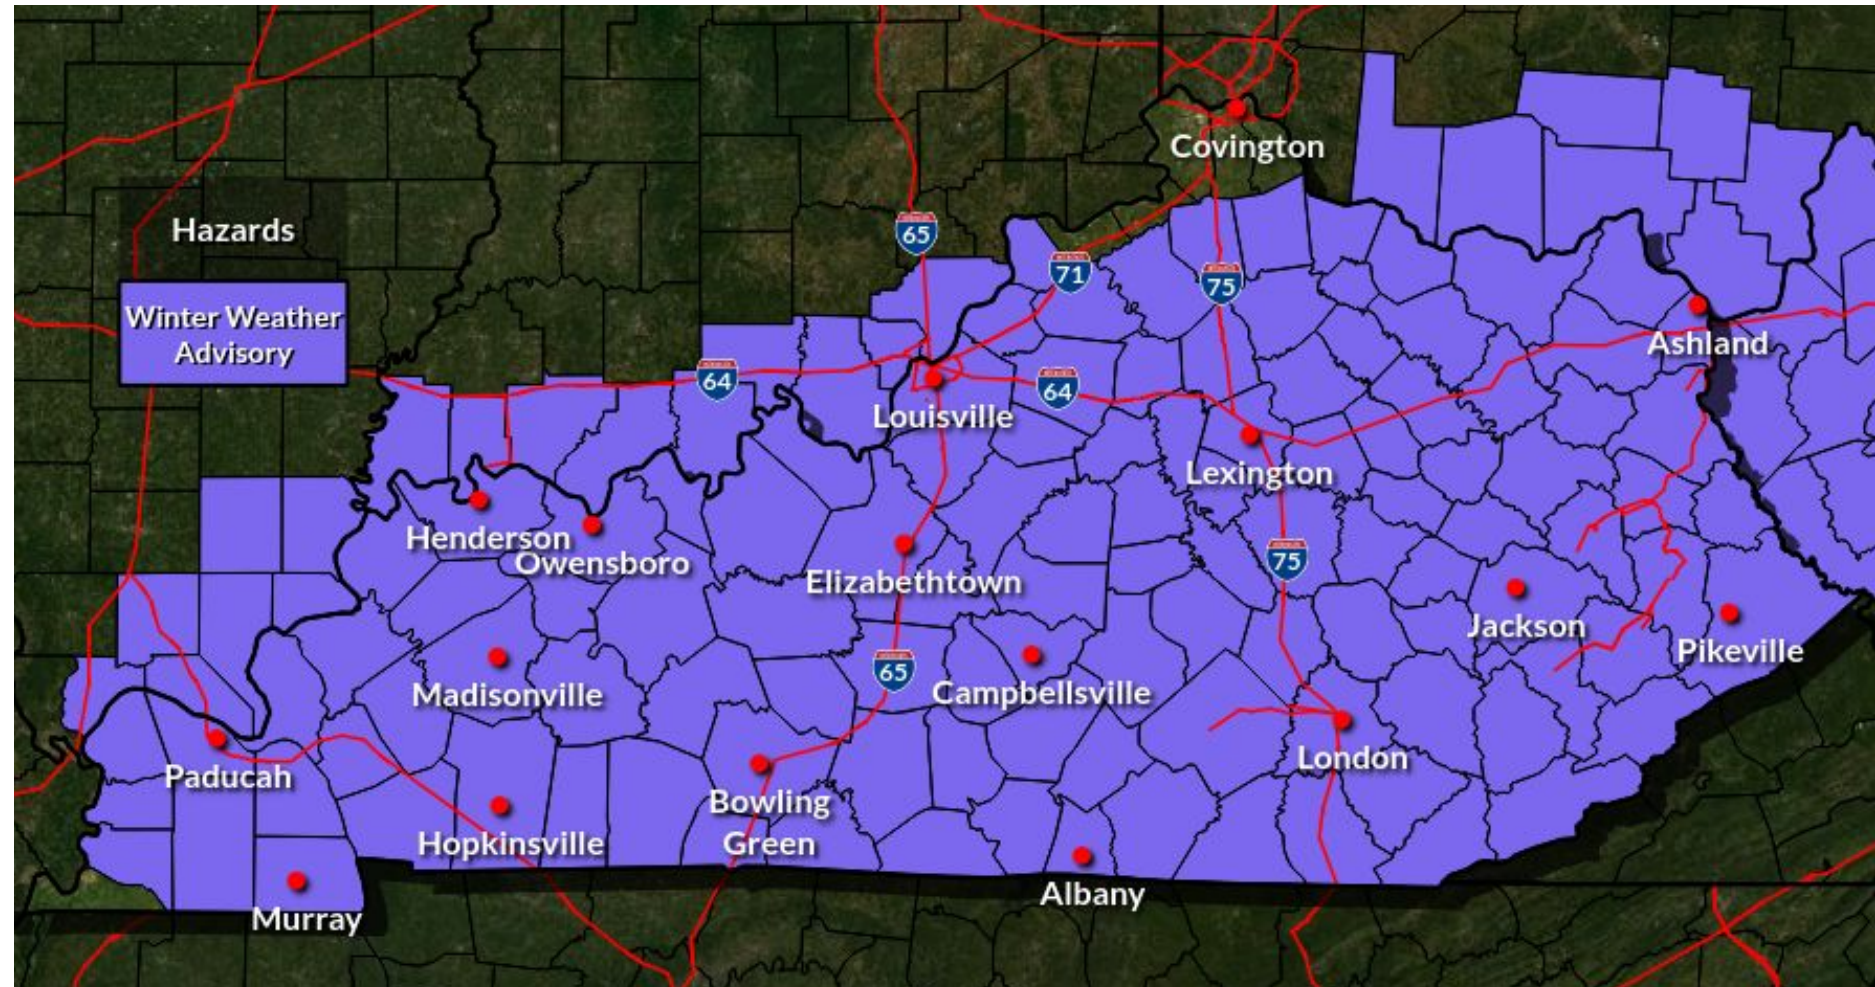 Covington
Hazards
65
71
75
Winter Weather
Advisory
Ashland
64
64
Louisville
Lexington
Henderson
Owensboro
75
Elizabethtown
Jackson
Pikeville
65
Madisonville
Campbellsville
London
Paducah
Bowling
Green
Hopkinsville
Albany
Murray